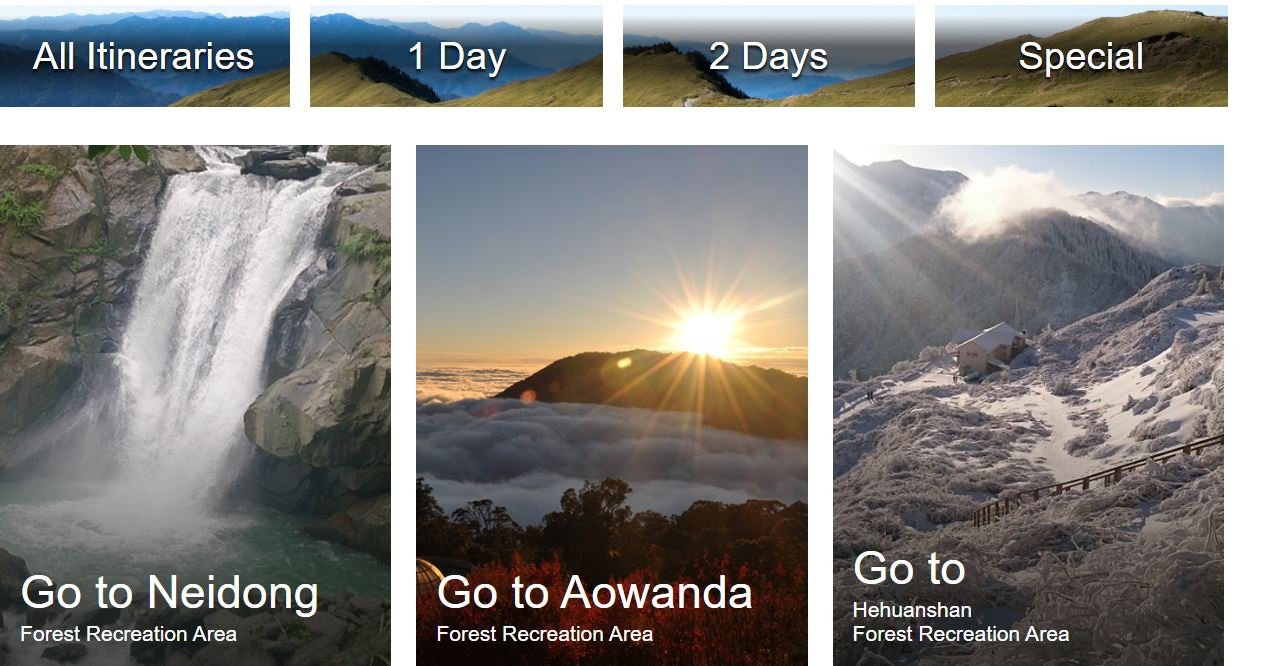 All Itineraries
1 Day
2 Days
Special
Go to Neidong
Forest Recreation Area
Go to Aowanda
Forest Recreation Area
Go to
Hehuanshan
Forest Recreation Area